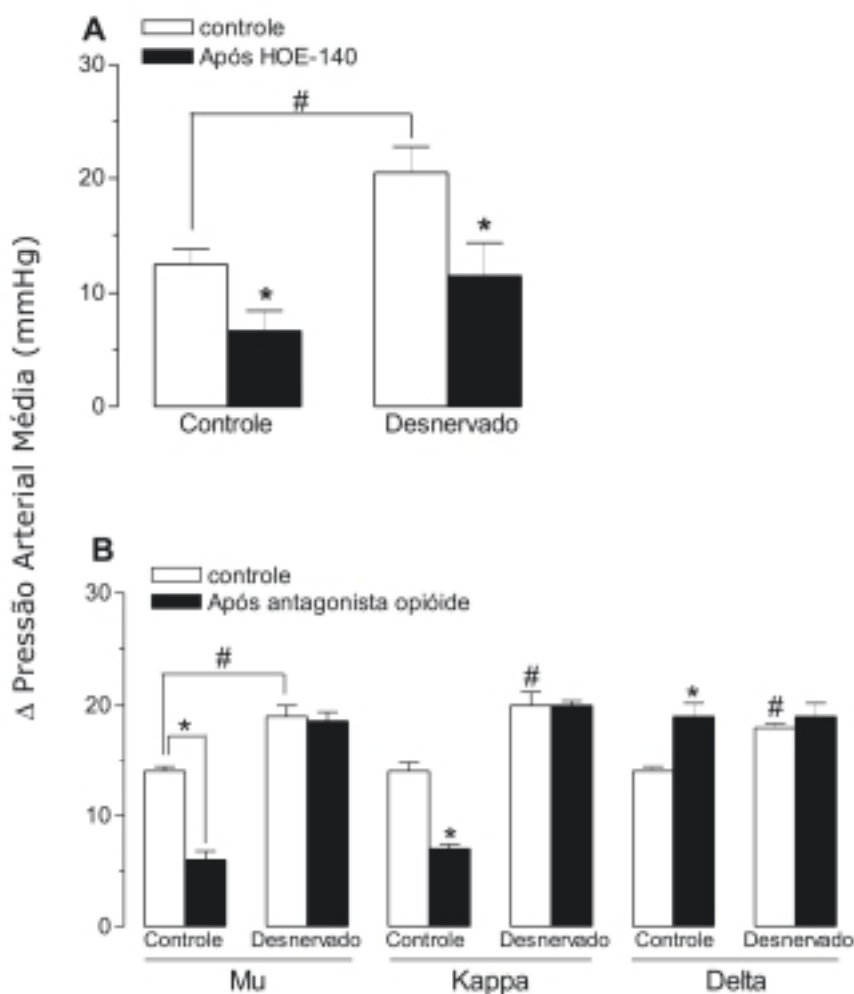 A
controle
Após HOE-140
30
#
20
*
*
10
0
Controle Desnervado
Δ Pressão Arterial Média (mmHg)
B
controle
Após antagonista opióide
30
#
#
*
#
20
*
*
10
0
Controle Desnervado Controle Desnervado Controle Desnervado
Mu Kappa Delta